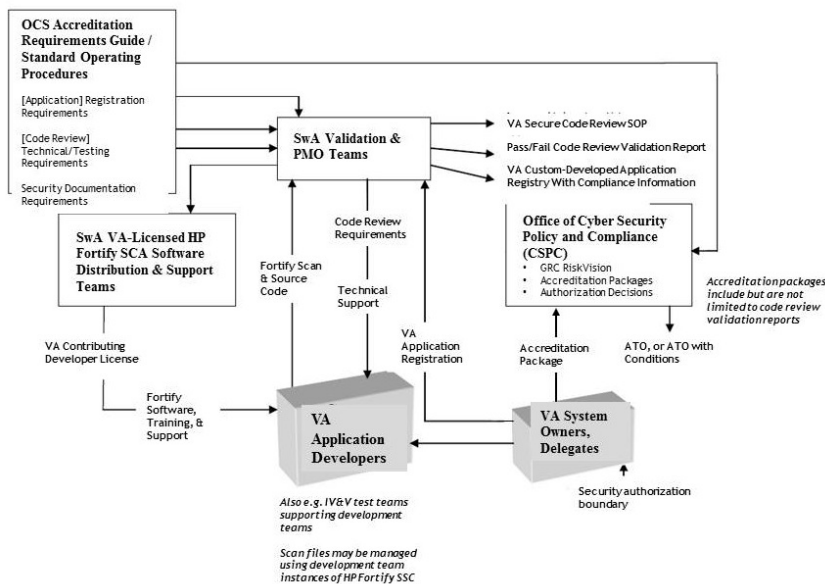 OCS Accreditation
Requirements Guide /
Standard Operating
Procedures
[Application] Registration
Requirements
[Code Review]
Technical/Testing
Requirements
Security Documentation
Requirements
SwA Validation &
PMO Teams
VA Secure Code Review SOP
Pass/Fail Code Review Validation Report
VA Custom-Developed Application
Registry With Compliance Information
SwA VA-Licensed HP
Fortify SCA Software
Distribution & Support
Teams
Fortify Scan
& Source
Code
Code Review
Requirements
Technical
Support
VA
Application
Registration
Office of Cyber Security
Policy and Compliance
(CSPC)
• GRC RiskVision
• Accreditation Packages
• Authorization Decisions
Accreditation packages
include but are not
limited to code review
validation reports
VA Contributing
Developer License
Accreditation
Package
ATO, or ATO with
Conditions
Fortify
Software,
Training, &
Support
VA
Application
Developers
VA System
Owners,
Delegates
Security authorization
boundary
Also e.g. IV&V test teams
supporting development
teams
Scan files may be managed
using development team
instances of HP Fortify SSC